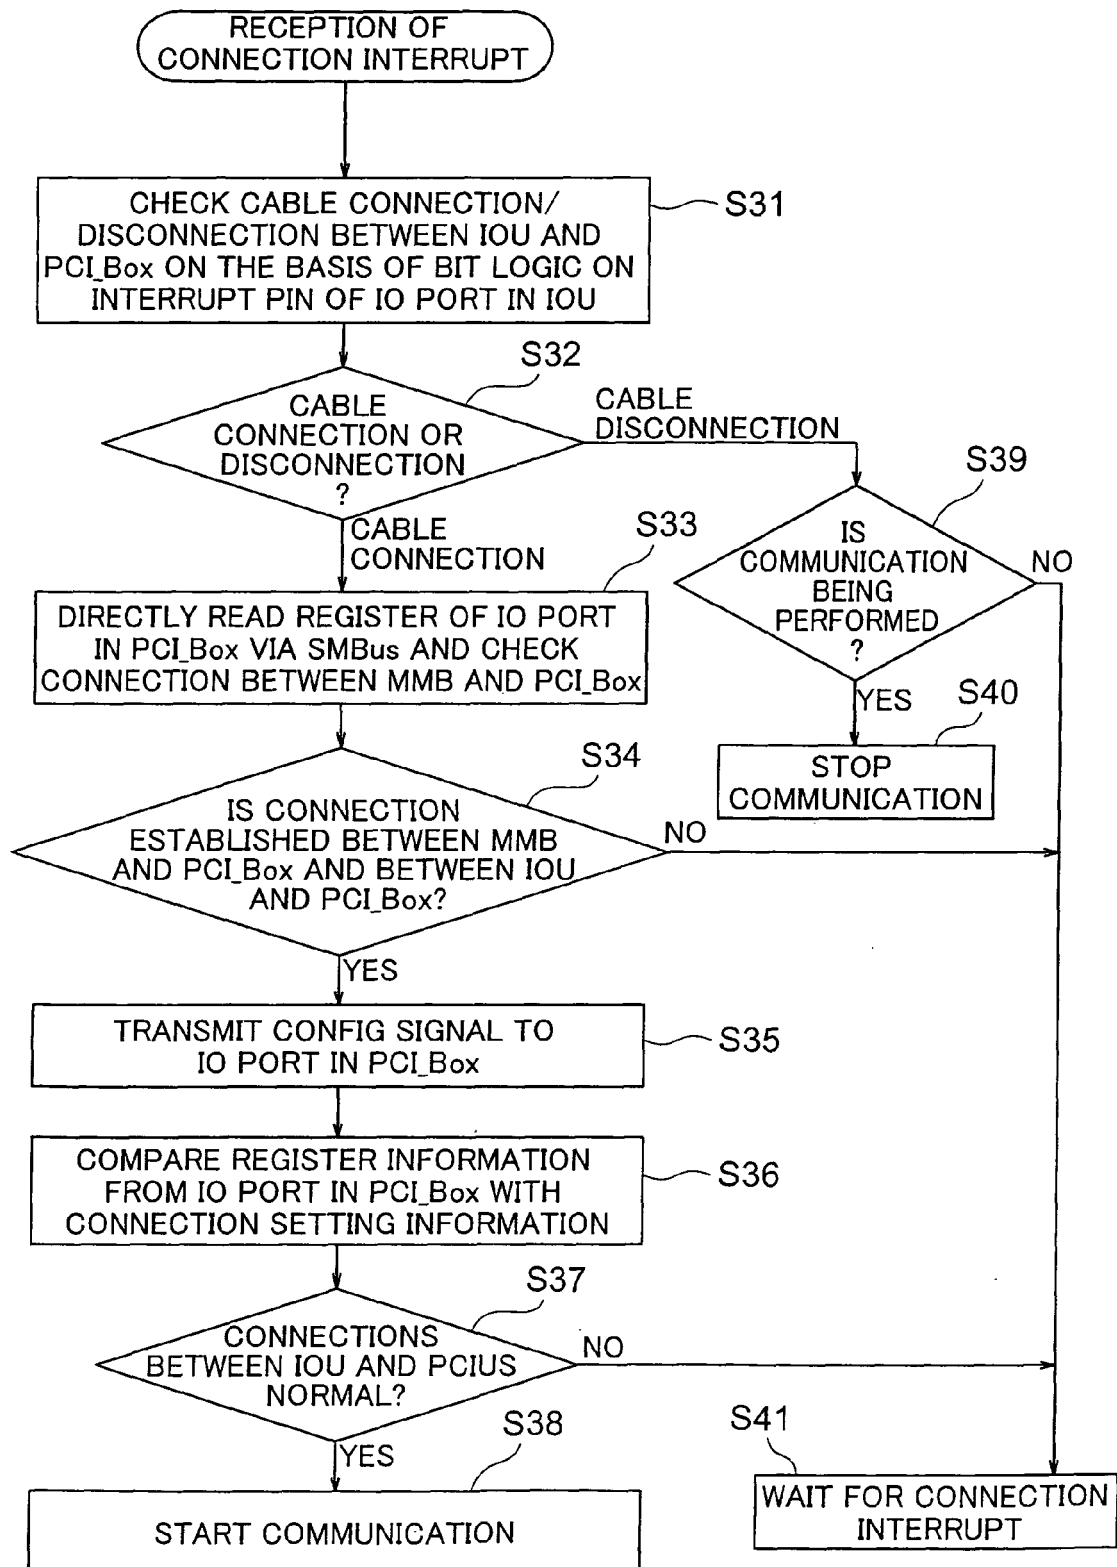 RECEPTION OF
CONNECTION INTERRUPT
CHECK CABLE CONNECTION/
DISCONNECTION BETWEEN IOU AND
PCI_Box ON THE BASIS OF BIT LOGIC ON
INTERRUPT PIN OF IO PORT IN IOU
S31
S32
CABLE
CONNECTION OR
DISCONNECTION
?
CABLE
DISCONNECTION
CABLE
CONNECTION
S39
IS
COMMUNICATION
BEING
PERFORMED
?
NO
YES
S40
STOP
COMMUNICATION
S33
DIRECTLY READ REGISTER OF IO PORT
IN PCI_Box VIA SMBus AND CHECK
CONNECTION BETWEEN MMB AND PCI_Box
S34
IS CONNECTION
ESTABLISHED BETWEEN MMB
AND PCI_Box AND BETWEEN IOU
AND PCI_Box?
NO
YES
TRANSMIT CONFIG SIGNAL TO
IO PORT IN PCI_Box
S35
COMPARE REGISTER INFORMATION
FROM IO PORT IN PCI_Box WITH
CONNECTION SETTING INFORMATION
S36
S37
CONNECTIONS
BETWEEN IOU AND PCIUS
NORMAL?
NO
YES
S38
START COMMUNICATION
S41
WAIT FOR CONNECTION
INTERRUPT